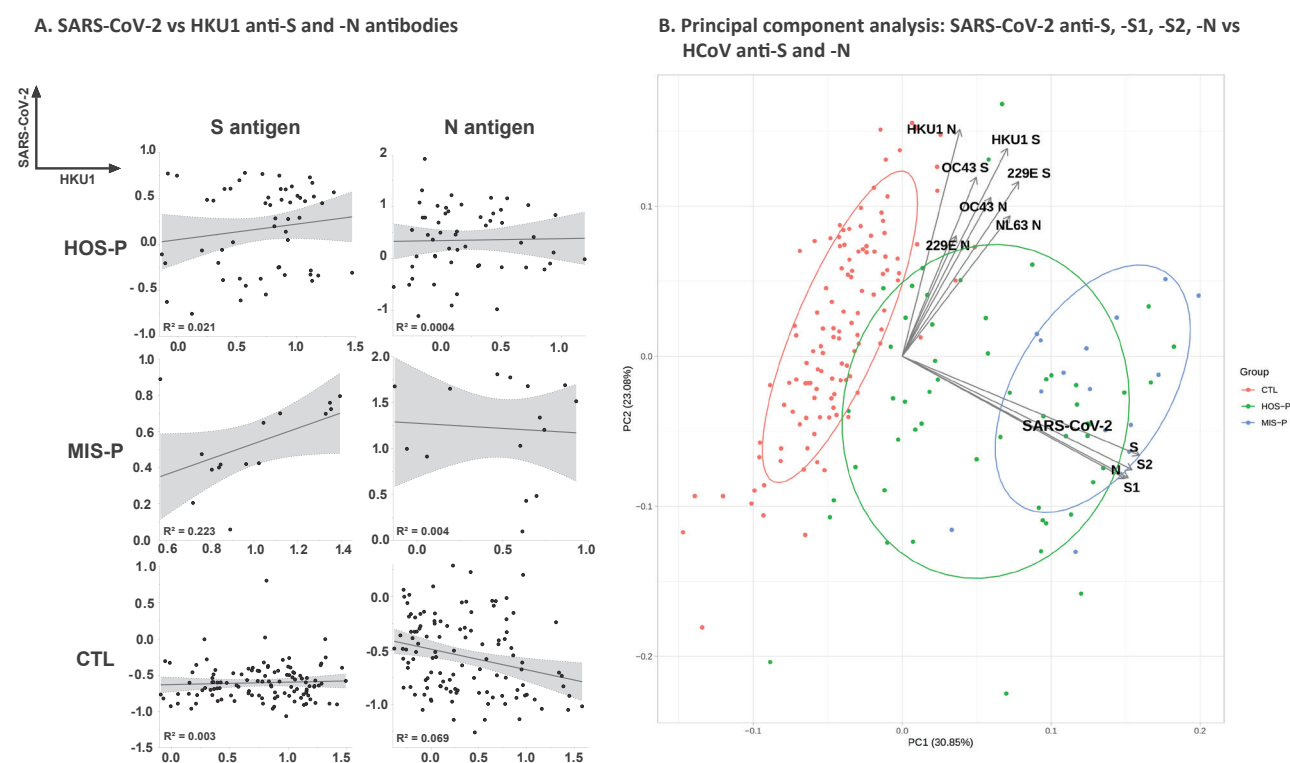 A. SARS-CoV-2 vs HKU1 anti-S and -N antibodies
SARS-CoV-2
HKU1
S antigen
N antigen
HOS-P
1.0
0.5
0.0
- 0.5
-1.0
R² = 0.021
0.0 0.5 1.0 1.5
2
1
0
-1
R² = 0.0004
0.0 0.5 1.0
MIS-P
1.0
0.8
0.6
0.4
0.2
0.0
R² = 0.223
0.6 0.8 1.0 1.2 1.4
2.0
1.5
1.0
0.5
0.0
R² = 0.004
0.0 0.5 1.0
CTL
1.0
0.5
0.0
-0.5
-1.0
-1.5
R² = 0.003
0.0 0.5 1.0 1.5
0.0
-0.5
-1.0
R² = 0.069
0.0 0.5 1.0 1.5
B. Principal component analysis: SARS-CoV-2 anti-S, -S1, -S2, -N vs
HCoV anti-S and -N
PC2 (23.08%)
0.1
0.0
−0.1
−0.2
HKU1 N
HKU1 S
OC43 S
229E S
OC43 N
NL63 N
229E N
SARS-CoV-2
S
S2
N
S1
−0.1 0.0 0.1 0.2
PC1 (30.85%)
Group
CTL
HOS-P
MIS-P